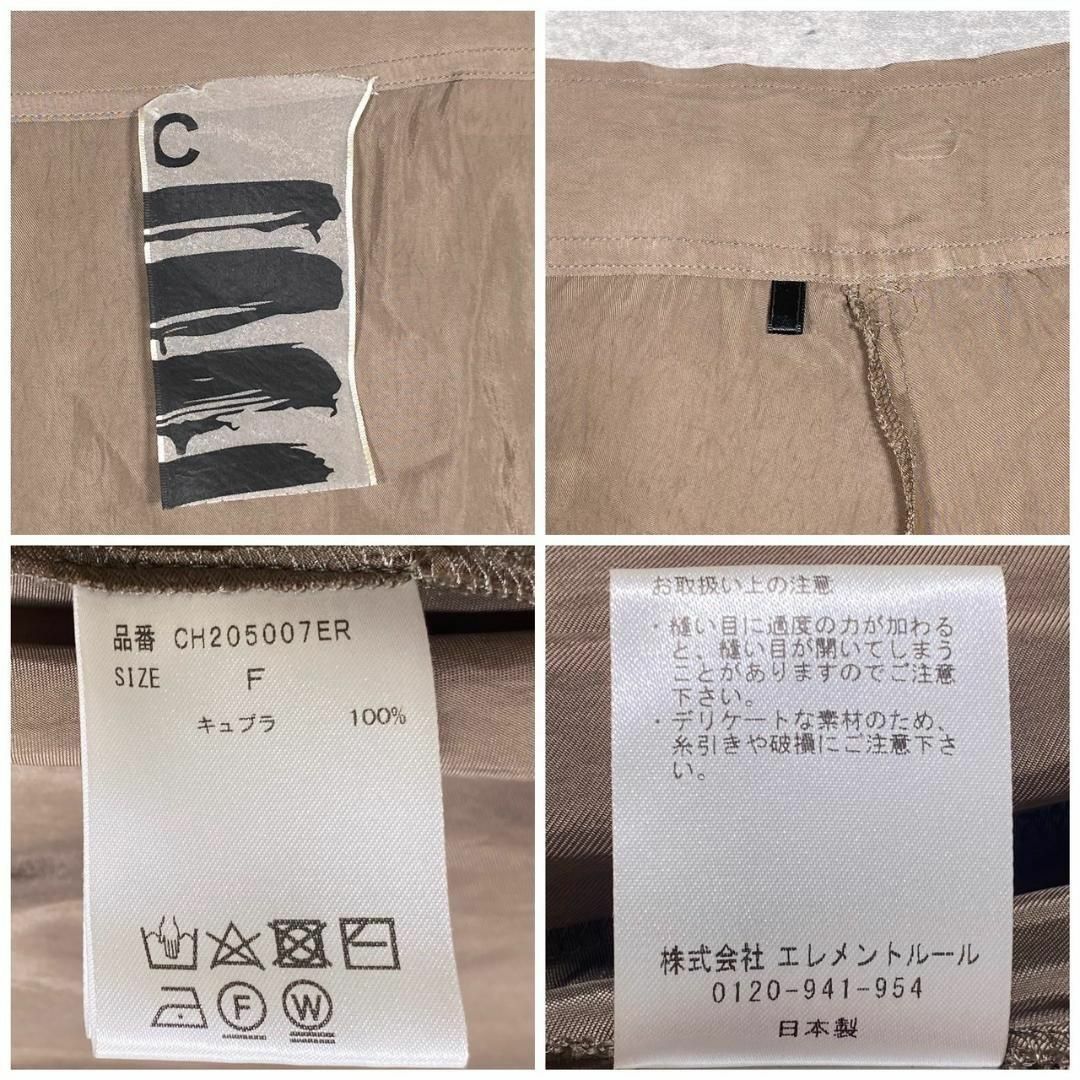 C
品番 CH205007ER
SIZE F
キュプラ 100%
F W
お取扱い上の注意
・縫い目に過度の力が加わる
と、縫い目が開いてしまう
ことがありますのでご注意
下さい。
・デリケートな素材のため、
糸引きや破損にご注意下さ
い。
株式会社 エレメントルール
0120-941-954
日本製